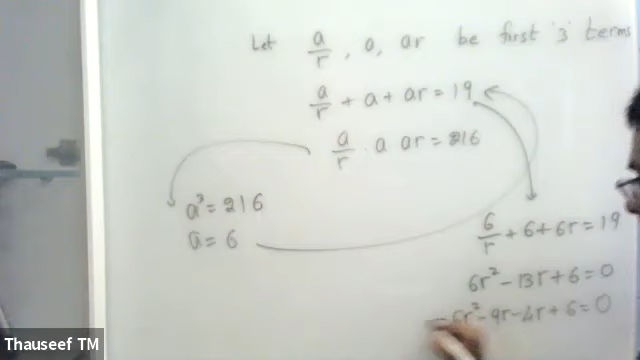 Let a/r , a, ar be first '3' terms
a/r + a + ar = 19
a/r . a ar = 216
a³ = 216
a = 6
6/r + 6 + 6r = 19
6r² - 13r + 6 = 0
6r² - 9r - 4r + 6 = 0
Thauseef TM